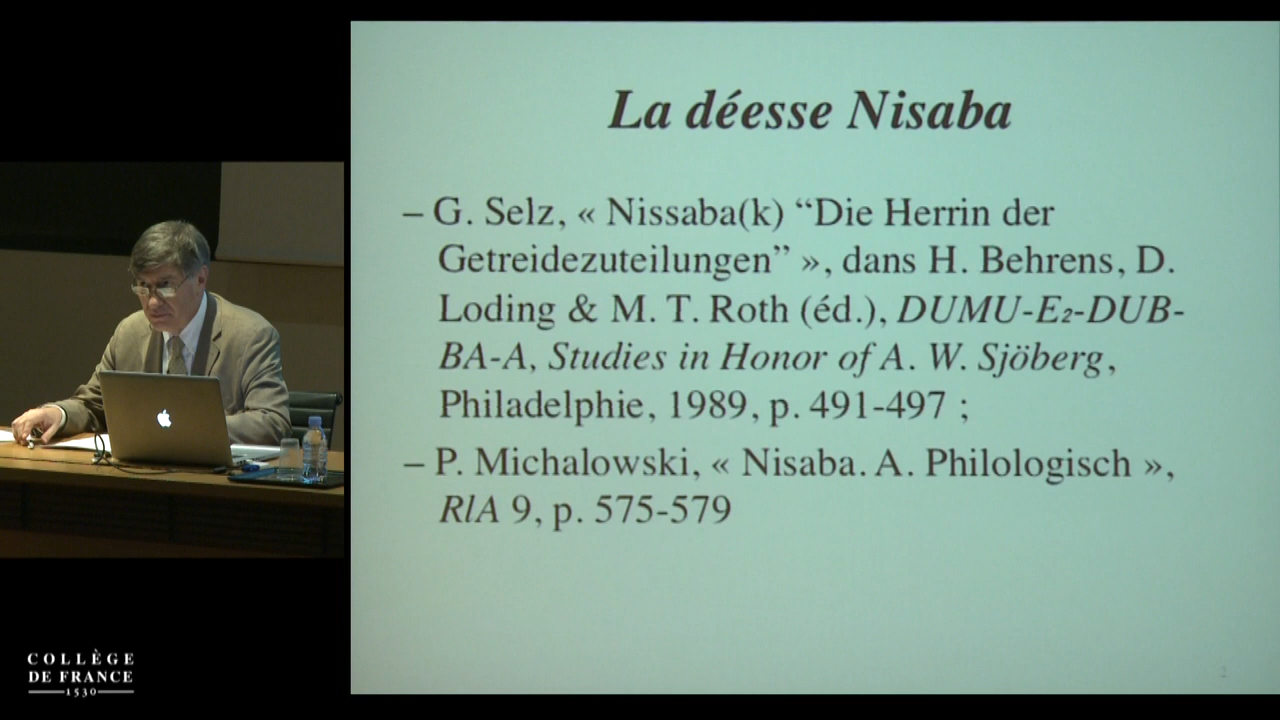 La déesse Nisaba
– G. Selz, « Nissaba(k) “Die Herrin der
Getreidezuteilungen” », dans H. Behrens, D.
Loding & M. T. Roth (éd.), DUMU-E₂-DUB-
BA-A, Studies in Honor of A. W. Sjöberg,
Philadelphie, 1989, p. 491-497 ;
– P. Michalowski, « Nisaba. A. Philologisch »,
RlA 9, p. 575-579
2
COLLÈGE
DE FRANCE
1530